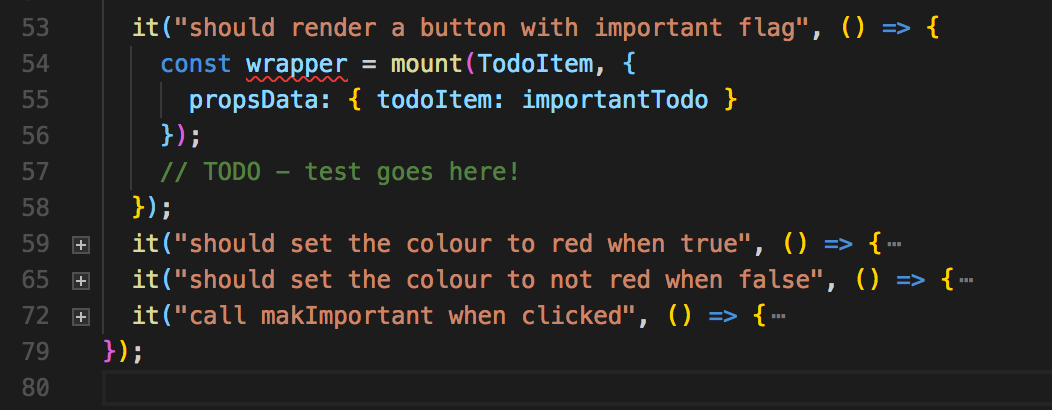 53 it("should render a button with important flag", () => {
54 const wrapper = mount(TodoItem, {
55 propsData: { todoItem: importantTodo }
56 });
57 // TODO – test goes here!
58 });
59 it("should set the colour to red when true", () => {…
65 it("should set the colour to not red when false", () => {…
72 it("call makImportant when clicked", () => {…
79 });
80